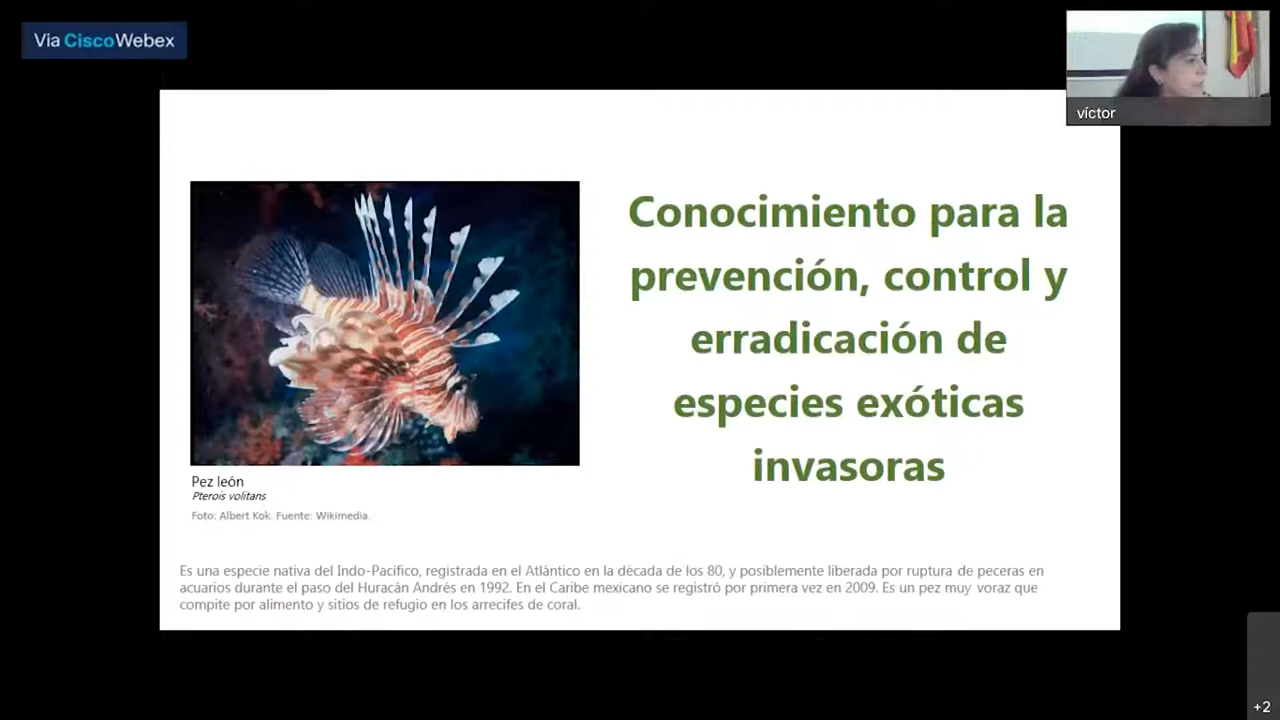 Vía CiscoWebex
víctor
Conocimiento para la
prevención, control y
erradicación de
especies exóticas
invasoras
Pez león
Pterois volitans
Foto: Albert Kok. Fuente: Wikimedia.
Es una especie nativa del Indo-Pacífico, registrada en el Atlántico en la década de los 80, y posiblemente liberada por ruptura de peceras en
acuarios durante el paso del Huracán Andrés en 1992. En el Caribe mexicano se registró por primera vez en 2009. Es un pez muy voraz que
compite por alimento y sitios de refugio en los arrecifes de coral.
+2